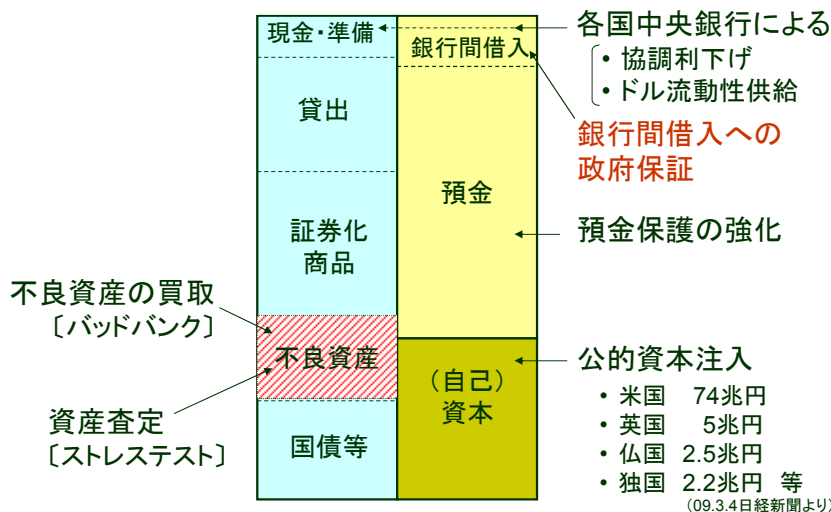 現金・準備
貸出
証券化
商品
不良資産
国債等
銀行間借入
預金
(自己)
資本
不良資産の買取
〔バッドバンク〕
資産査定
〔ストレステスト〕
各国中央銀行による
• 協調利下げ
• ドル流動性供給
銀行間借入への
政府保証
預金保護の強化
公的資本注入
• 米国 74兆円
• 英国 5兆円
• 仏国 2.5兆円
• 独国 2.2兆円 等
(09.3.4日経新聞より)